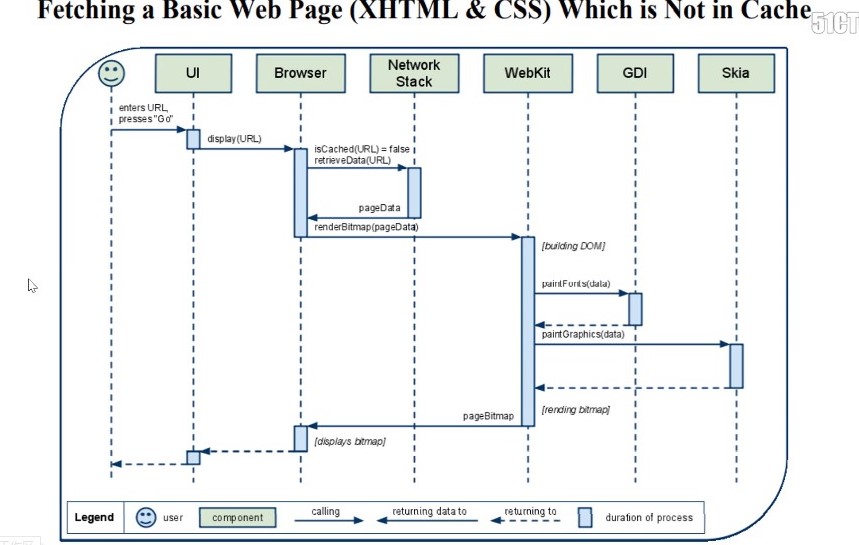 Fetching a Basic Web Page (XHTML & CSS) Which is Not in Cache
51CT
UI
Browser
Network
Stack
WebKit
GDI
Skia
enters URL,
presses "Go"
display(URL)
isCached(URL) = false
retrieveData(URL)
pageData
renderBitmap(pageData)
[building DOM]
paintFonts(data)
paintGraphics(data)
pageBitmap
[rending bitmap]
[displays bitmap]
Legend
user
component
calling
returning data to
returning to
duration of process